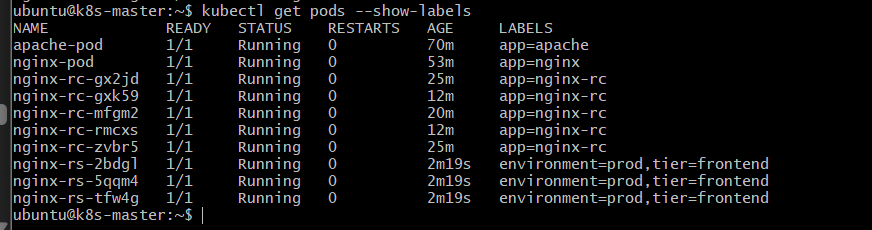 ubuntu@k8s-master:~$ kubectl get pods --show-labels
NAME READY STATUS RESTARTS AGE LABELS
apache-pod 1/1 Running 0 70m app=apache
nginx-pod 1/1 Running 0 53m app=nginx
nginx-rc-gx2jd 1/1 Running 0 25m app=nginx-rc
nginx-rc-gxk59 1/1 Running 0 12m app=nginx-rc
nginx-rc-mfgm2 1/1 Running 0 20m app=nginx-rc
nginx-rc-rmcxs 1/1 Running 0 12m app=nginx-rc
nginx-rc-zvbr5 1/1 Running 0 25m app=nginx-rc
nginx-rs-2bdgl 1/1 Running 0 2m19s environment=prod,tier=frontend
nginx-rs-5qqm4 1/1 Running 0 2m19s environment=prod,tier=frontend
nginx-rs-tfw4g 1/1 Running 0 2m19s environment=prod,tier=frontend
ubuntu@k8s-master:~$